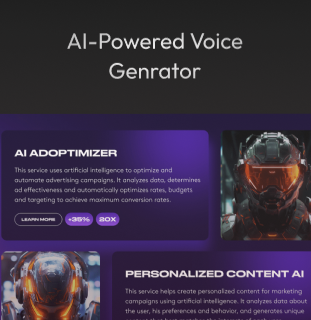 AI-Powered Voice
Genrator
AI ADOPTIMIZER
This service uses artificial intelligence to optimize and
automate advertising campaigns. It analyzes data, determines
ad effectiveness and automatically optimizes rates, budgets
and targeting to achieve maximum conversion rates.
LEARN MORE +35% 20X
PERSONALIZED CONTENT AI
This service helps create personalized content for marketing
campaigns using artificial intelligence. It analyzes data about
the user, his preferences and behavior, and generates unique